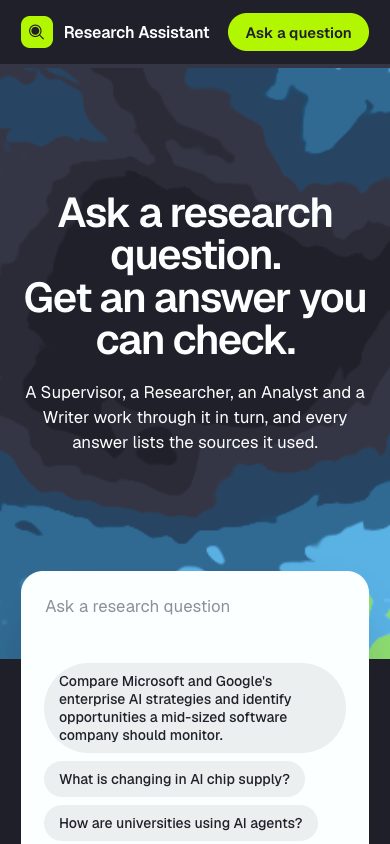 Research Assistant
Ask a question
Ask a research
question.
Get an answer you
can check.
A Supervisor, a Researcher, an Analyst and a
Writer work through it in turn, and every
answer lists the sources it used.
Ask a research question
Compare Microsoft and Google's
enterprise AI strategies and identify
opportunities a mid-sized software
company should monitor.
What is changing in AI chip supply?
How are universities using AI agents?